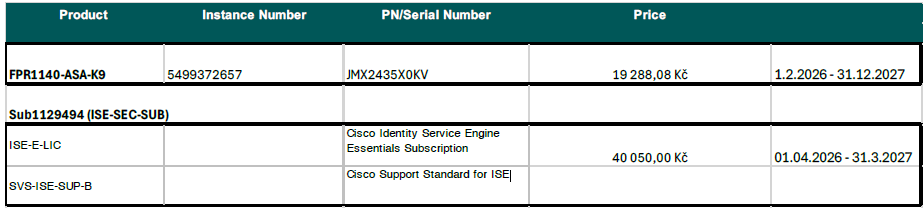 Product Instance Number PN/Serial Number Price
FPR1140-ASA-K9 5499372657 JMX2435X0KV 19 288,08 Kč 1.2.2026 - 31.12.2027
Sub1129494 (ISE-SEC-SUB)
ISE-E-LIC
Cisco Identity Service Engine
Essentials Subscription
40 050,00 Kč 01.04.2026 - 31.3.2027
SVS-ISE-SUP-B
Cisco Support Standard for ISE